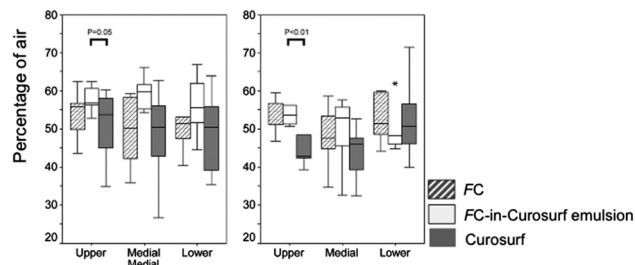 P=0.05
P<0.01
Percentage of air
80
70
60
50
40
30
20
80
70
60
50
40
30
20
*
Upper
Medial
Medial
Lower
Upper
Medial
Lower
FC
FC-in-Curosurf emulsion
Curosurf